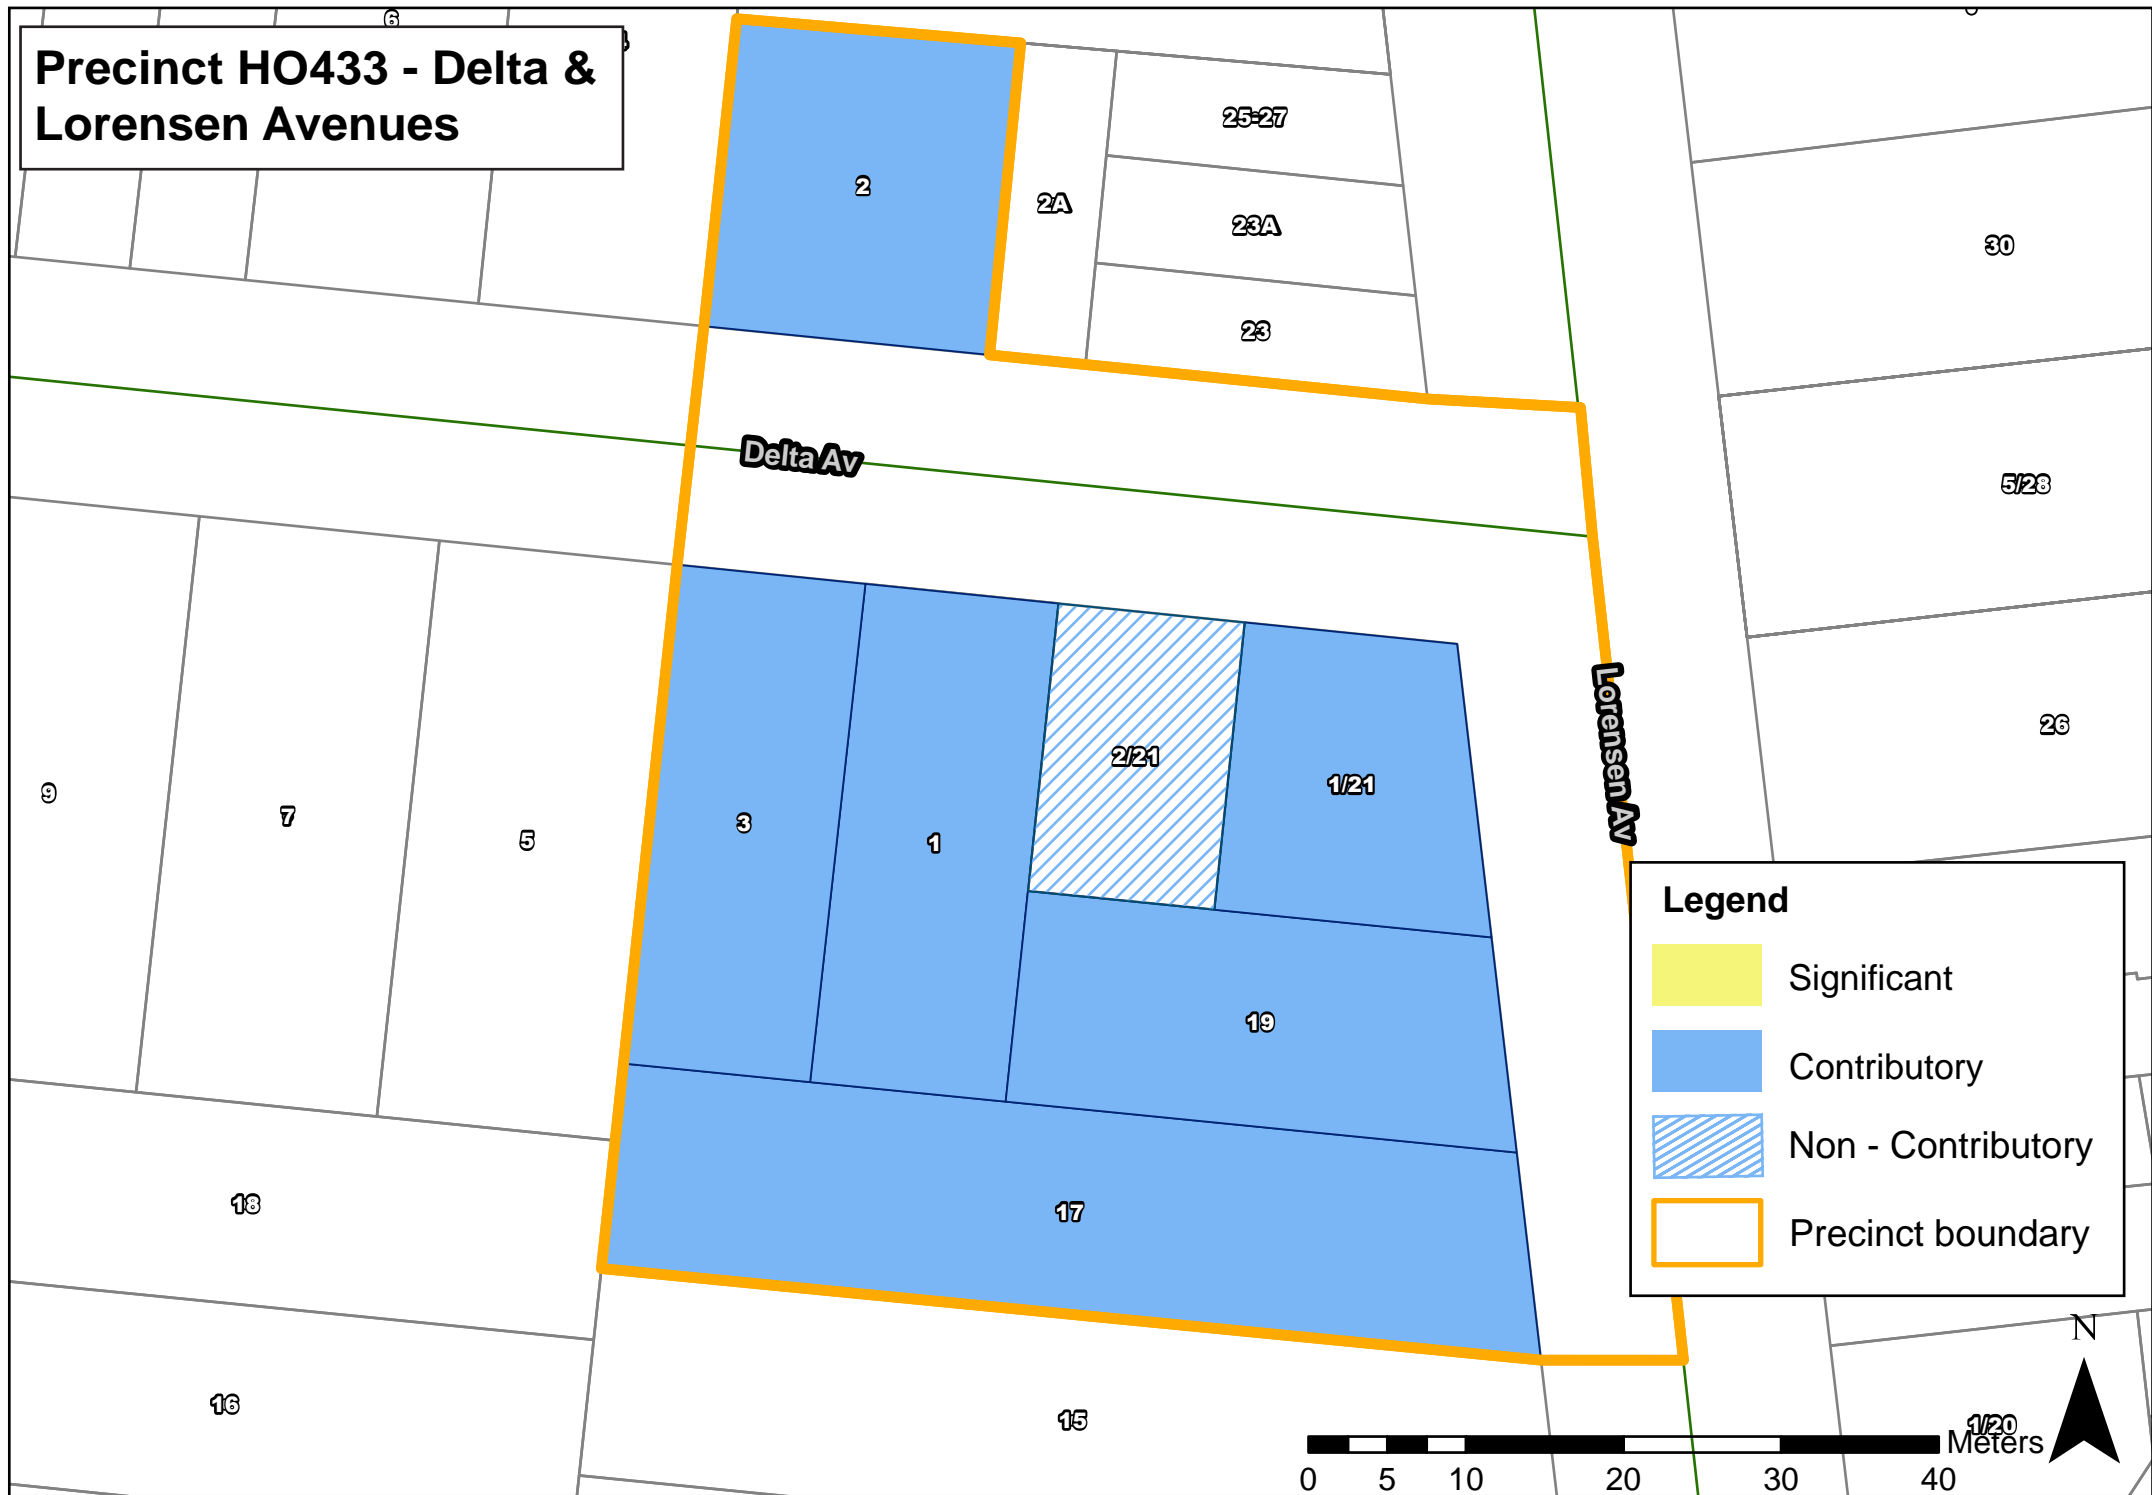 6
Precinct HO433 - Delta &
Lorensen Avenues
2
2A
25-27
23A
23
30
5/28
26
Delta Av
Lorensen Av
9
7
5
3
1
2/21
1/21
19
17
18
16
15
1/20
Legend
Significant
Contributory
Non - Contributory
Precinct boundary
N
Meters
0 5 10 20 30 40